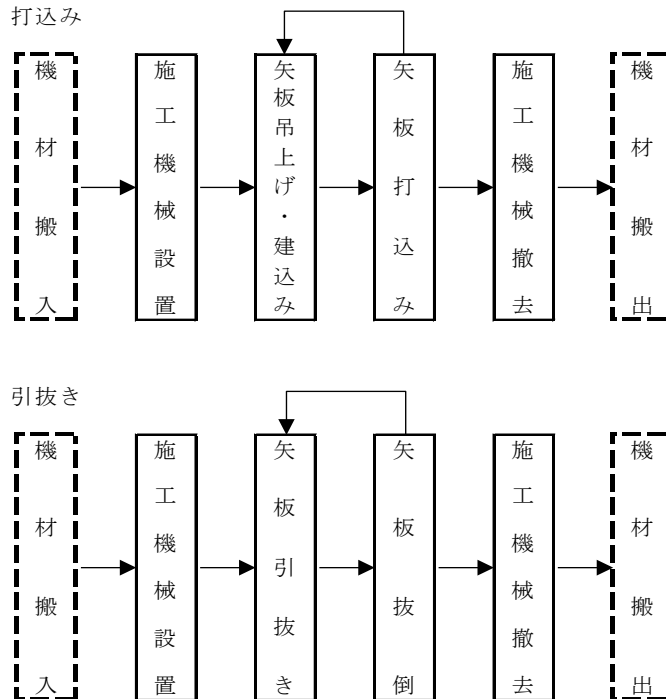 打込み
機材搬入
施工機械設置
矢板吊上げ・建込み
矢板打込み
施工機械撤去
機材搬出
引抜き
機材搬入
施工機械設置
矢板引抜き
矢板抜倒
施工機械撤去
機材搬出